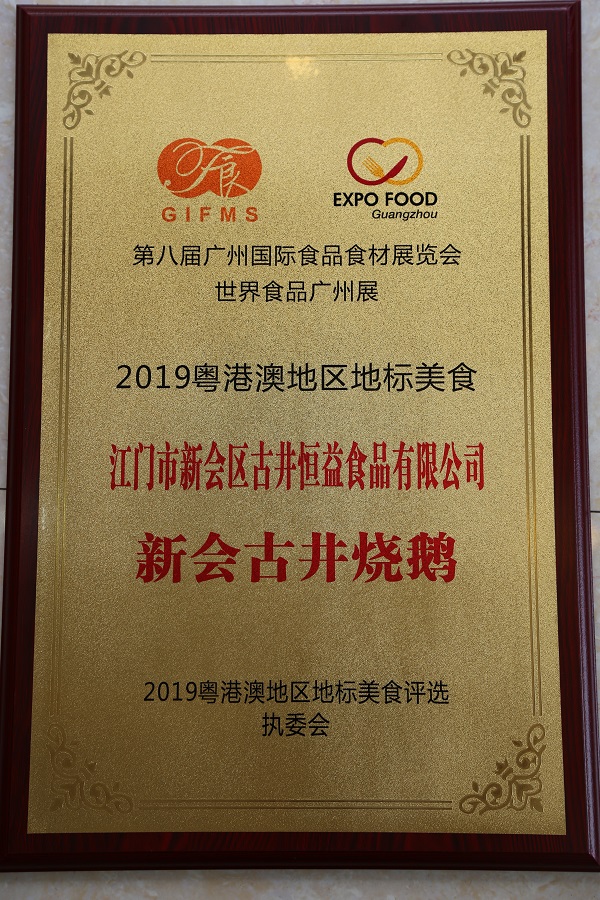 食
GIFMS
EXPO FOOD
Guangzhou
第八届广州国际食品食材展览会
世界食品广州展
2019粤港澳地区地标美食
江门市新会区古井恒益食品有限公司
新会古井烧鹅
2019粤港澳地区地标美食评选
执委会